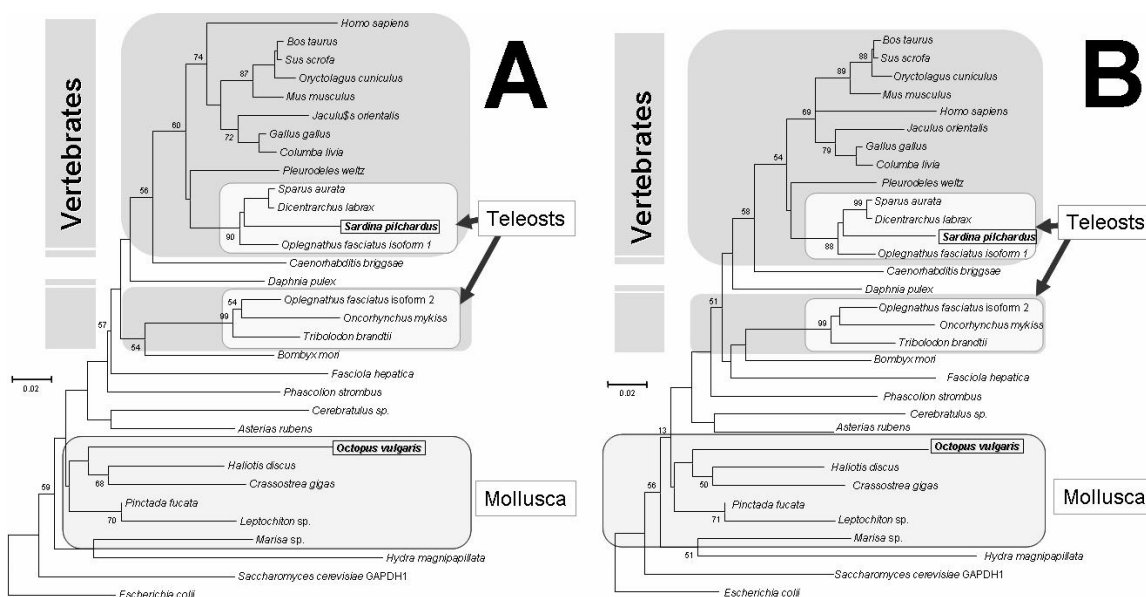 A
Vertebrates
Homo sapiens
Bos taurus
Sus scrofa
Oryctolagus cuniculus
Mus musculus
Jaculu$s orientalis
Gallus gallus
Columba livia
Pleurodeles weltz
Sparus aurata
Dicentrarchus labrax
Sardina pilchardus
Oplegnathus fasciatus isoform 1
Caenorhabditis briggsae
Daphnia pulex
Oplegnathus fasciatus isoform 2
Oncorhynchus mykiss
Tribolodon brandtii
Bombyx mori
Fasciola hepatica
Phascolion strombus
Cerebratulus sp.
Asterias rubens
Octopus vulgaris
Haliotis discus
Crassostrea gigas
Pinctada fucata
Leptochiton sp.
Marisa sp.
Hydra magnipapillata
Saccharomyces cerevisiae GAPDH1
Escherichia colii
74
87
72
60
56
90
54
99
57
54
68
70
59
0.02
Teleosts
Mollusca
B
Vertebrates
Bos taurus
Sus scrofa
Oryctolagus cuniculus
Mus musculus
Homo sapiens
Jaculus orientalis
Gallus gallus
Columba livia
Pleurodeles weltz
Sparus aurata
Dicentrarchus labrax
Sardina pilchardus
Oplegnathus fasciatus isoform 1
Caenorhabditis briggsae
Daphnia pulex
Oplegnathus fasciatus isoform 2
Oncorhynchus mykiss
Tribolodon brandtii
Bombyx mori
Fasciola hepatica
Phascolion strombus
Cerebratulus sp.
Asterias rubens
Octopus vulgaris
Haliotis discus
Crassostrea gigas
Pinctada fucata
Leptochiton sp.
Marisa sp.
Hydra magnipapillata
Saccharomyces cerevisiae GAPDH1
Escherichia colii
88
89
69
79
54
99
58
88
51
99
13
50
56
71
51
0.02
Teleosts
Mollusca